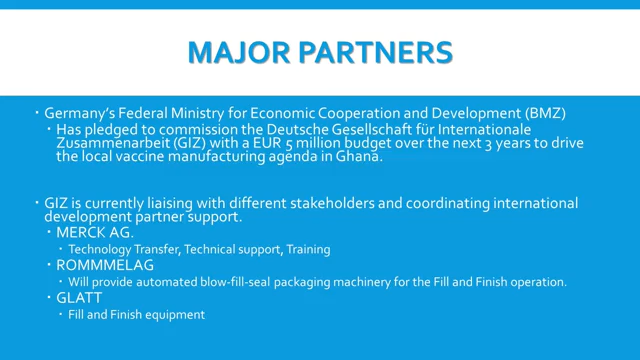 MAJOR PARTNERS
▪ Germany's Federal Ministry for Economic Cooperation and Development (BMZ)
▪ Has pledged to commission the Deutsche Gesellschaft für Internationale
Zusammenarbeit (GIZ) with a EUR 5 million budget over the next 3 years to drive
the local vaccine manufacturing agenda in Ghana.
▪ GIZ is currently liaising with different stakeholders and coordinating international
development partner support.
▪ MERCK AG.
▪ Technology Transfer, Technical support, Training
▪ ROMMMELAG
▪ Will provide automated blow-fill-seal packaging machinery for the Fill and Finish operation.
▪ GLATT
▪ Fill and Finish equipment